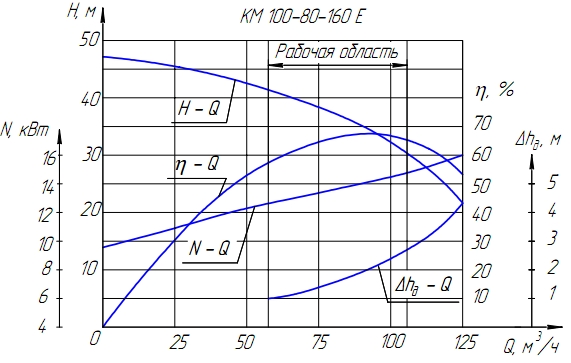 H, м
КМ 100-80-160 Е
50
Рабочая область
40
H - Q
η, %
N, кВт
70
Δhд, м
16
30
η - Q
60
14
50
5
12
20
40
4
10
N - Q
30
3
8
10
20
2
6
Δhд - Q
10
1
4
0
0
25
50
75
100
125
Q, м³/ч